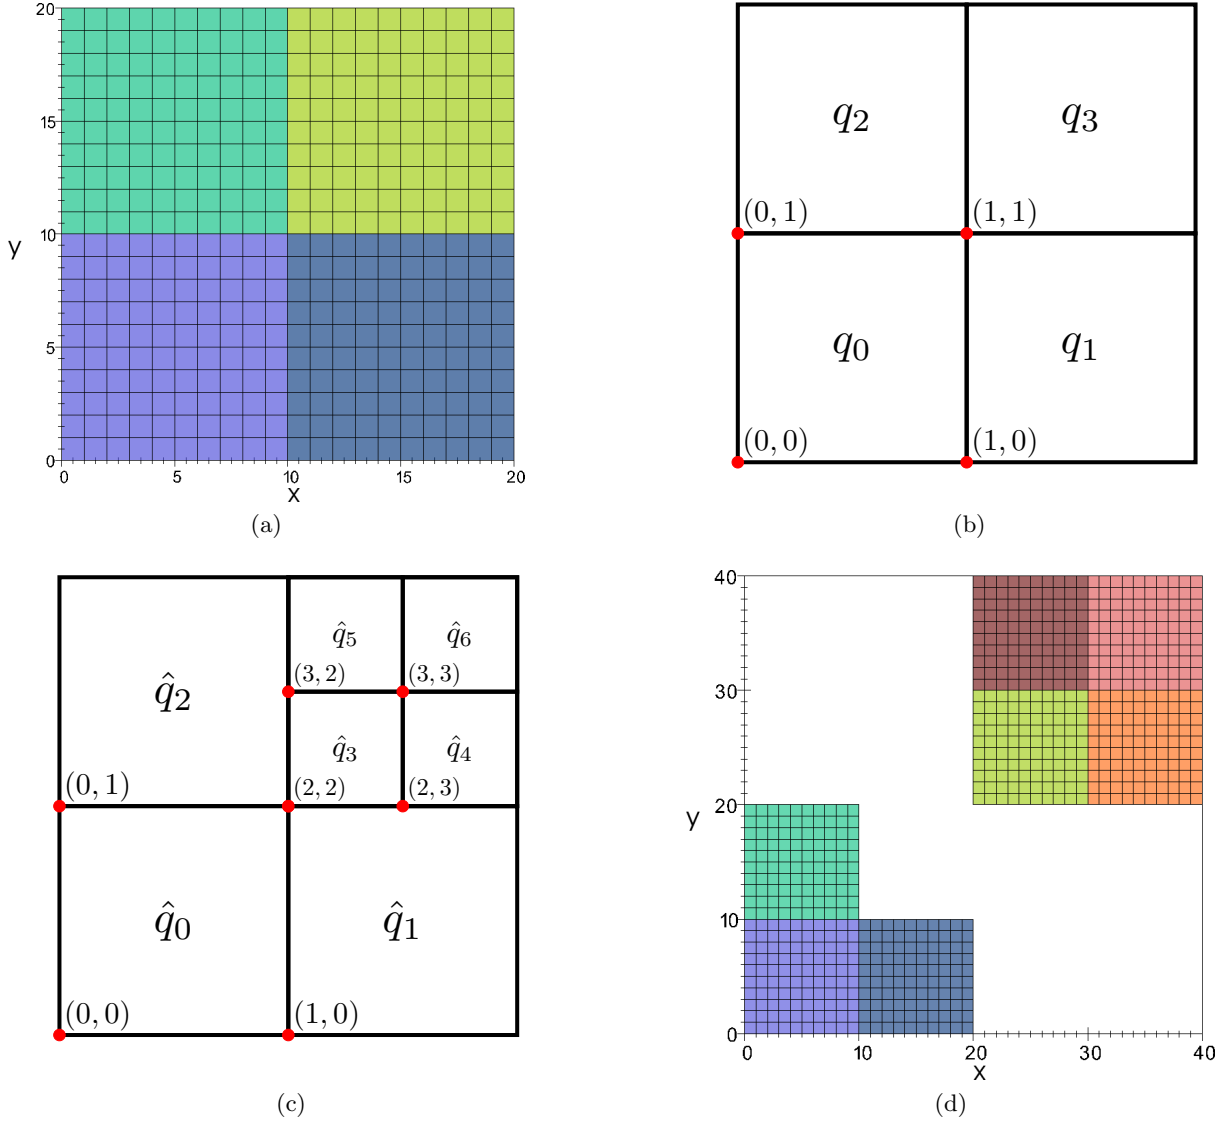 20
15
y
10
5
0
0 5 10 15 20
x
(a)
q2 q3
(0, 1) (1, 1)
q0 q1
(0, 0) (1, 0)
(b)
q̂5 q̂6
(3, 2) (3, 3)
q̂2
q̂3 q̂4
(0, 1) (2, 2) (2, 3)
q̂0 q̂1
(0, 0) (1, 0)
(c)
40
30
20
y
10
0
0 10 20 30 40
x
(d)